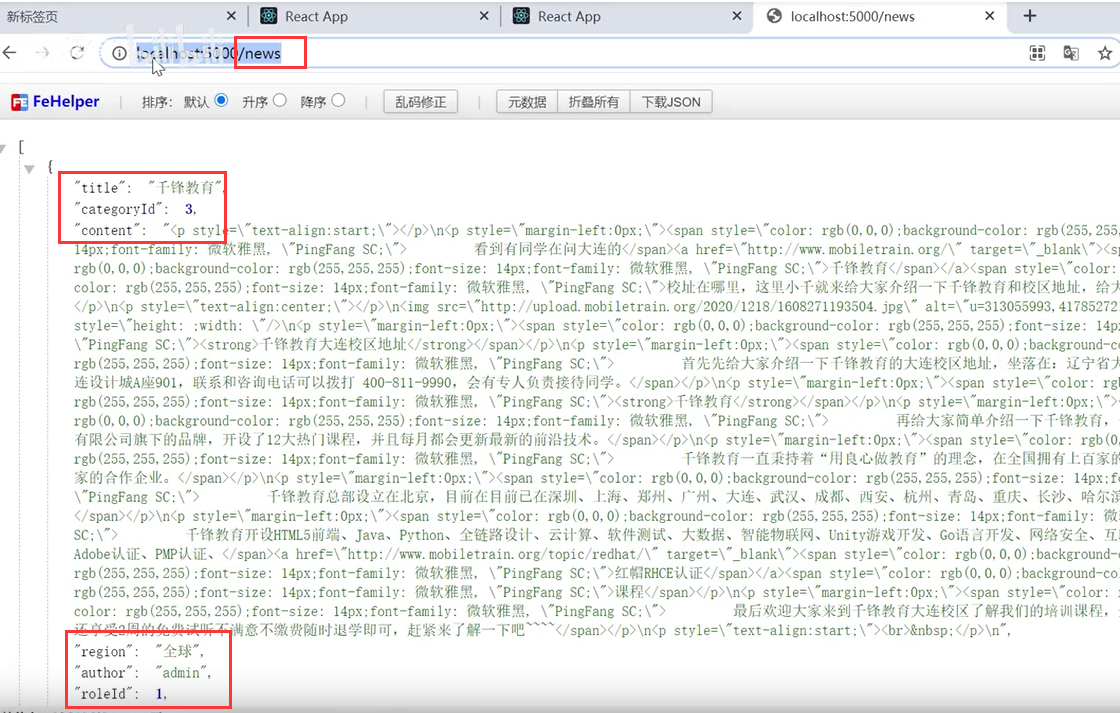 新标签页
React App
React App
localhost:5000/news
localhost:5000/news
FeHelper
排序: 默认 升序 降序
乱码修正 元数据 折叠所有 下载JSON
[
{
"title": "千锋教育",
"categoryId": 3,
"content": "<p style=\"text-align:start;\"></p>\n<p style=\"margin-left:0px;\"><span style=\"color: rgb(0,0,0);background-color: rgb(255,255,255);font-size:
14px;font-family: 微软雅黑, \"PingFang SC;\"> 看到有同学在问大连的</span><a href=\"http://www.mobiletrain.org/\" target=\"_blank\"><sp
rgb(0,0,0);background-color: rgb(255,255,255);font-size: 14px;font-family: 微软雅黑, \"PingFang SC;\">千锋教育</span></a><span style=\"color:
color: rgb(255,255,255);font-size: 14px;font-family: 微软雅黑, \"PingFang SC;\">校址在哪里，这里小千就来给大家介绍一下千锋教育和校区地址，给大
</p>\n<p style=\"text-align:center;\"></p>\n<img src=\"http://upload.mobiletrain.org/2020/1218/1608271193504.jpg\" alt=\"u=313055993,417852721
style=\"height: ;width: \"/>\n<p style=\"margin-left:0px;\"><span style=\"color: rgb(0,0,0);background-color: rgb(255,255,255);font-size: 14px
\"PingFang SC;\"><strong>千锋教育大连校区地址</strong></span></p>\n<p style=\"margin-left:0px;\"><span style=\"color: rgb(0,0,0);background-co
rgb(255,255,255);font-size: 14px;font-family: 微软雅黑, \"PingFang SC;\"> 首先先给大家介绍一下千锋教育的大连校区地址，坐落在：辽宁省大
连设计城A座901，联系和咨询电话可以拨打 400-811-9990，会有专人负责接待同学。</span></p>\n<p style=\"margin-left:0px;\"><span style=\"color: rgb
rgb(255,255,255);font-size: 14px;font-family: 微软雅黑, \"PingFang SC;\"><strong>千锋教育</strong></span></p>\n<p style=\"margin-left:0px;\"><
rgb(0,0,0);background-color: rgb(255,255,255);font-size: 14px;font-family: 微软雅黑, \"PingFang SC;\"> 再给大家简单介绍一下千锋教育，
有限公司旗下的品牌，开设了12大热门课程，并且每月都会更新最新的前沿技术。</span></p>\n<p style=\"margin-left:0px;\"><span style=\"color: rgb(0
rgb(255,255,255);font-size: 14px;font-family: 微软雅黑, \"PingFang SC;\"> 千锋教育一直秉持着“用良心做教育”的理念，在全国拥有上百家的
家的合作企业。</span></p>\n<p style=\"margin-left:0px;\"><span style=\"color: rgb(0,0,0);background-color: rgb(255,255,255);font-size: 14px;fo
\"PingFang SC;\"> 千锋教育总部设立在北京，目前在目前已在深圳、上海、郑州、广州、大连、武汉、成都、西安、杭州、青岛、重庆、长沙、哈尔滨
</span></p>\n<p style=\"margin-left:0px;\"><span style=\"color: rgb(0,0,0);background-color: rgb(255,255,255);font-size: 14px;font-family: 微软
SC;\"> 千锋教育开设HTML5前端、Java、Python、全链路设计、云计算、软件测试、大数据、智能物联网、Unity游戏开发、Go语言开发、网络安全、互联
Adobe认证、PMP认证、</span><a href=\"http://www.mobiletrain.org/topic/redhat/\" target=\"_blank\"><span style=\"color: rgb(0,0,0);background-co
rgb(255,255,255);font-size: 14px;font-family: 微软雅黑, \"PingFang SC;\">红帽RHCE认证</span></a><span style=\"color: rgb(0,0,0);background-col
rgb(255,255,255);font-size: 14px;font-family: 微软雅黑, \"PingFang SC;\">课程</span></p>\n<p style=\"margin-left:0px;\"><span style=\"color:
color: rgb(255,255,255);font-size: 14px;font-family: 微软雅黑, \"PingFang SC;\"> 最后欢迎大家来到千锋教育大连校区了解我们的培训课程，
还享受2周的免费试听不满意不缴费随时退学即可，赶紧来了解一下吧~~~~</span></p>\n<p style=\"text-align:start;\"><br>&nbsp;</p>\n",
"region": "全球",
"author": "admin",
"roleId": 1,